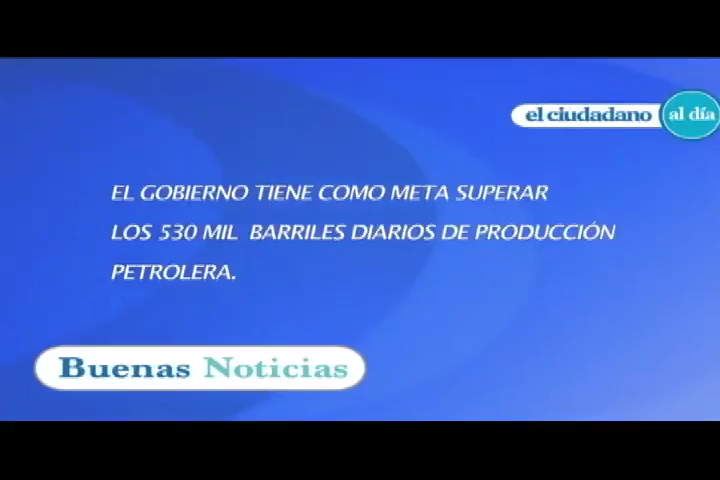 el ciudadano al día
EL GOBIERNO TIENE COMO META SUPERAR
LOS 530 MIL BARRILES DIARIOS DE PRODUCCIÓN
PETROLERA.
Buenas Noticias